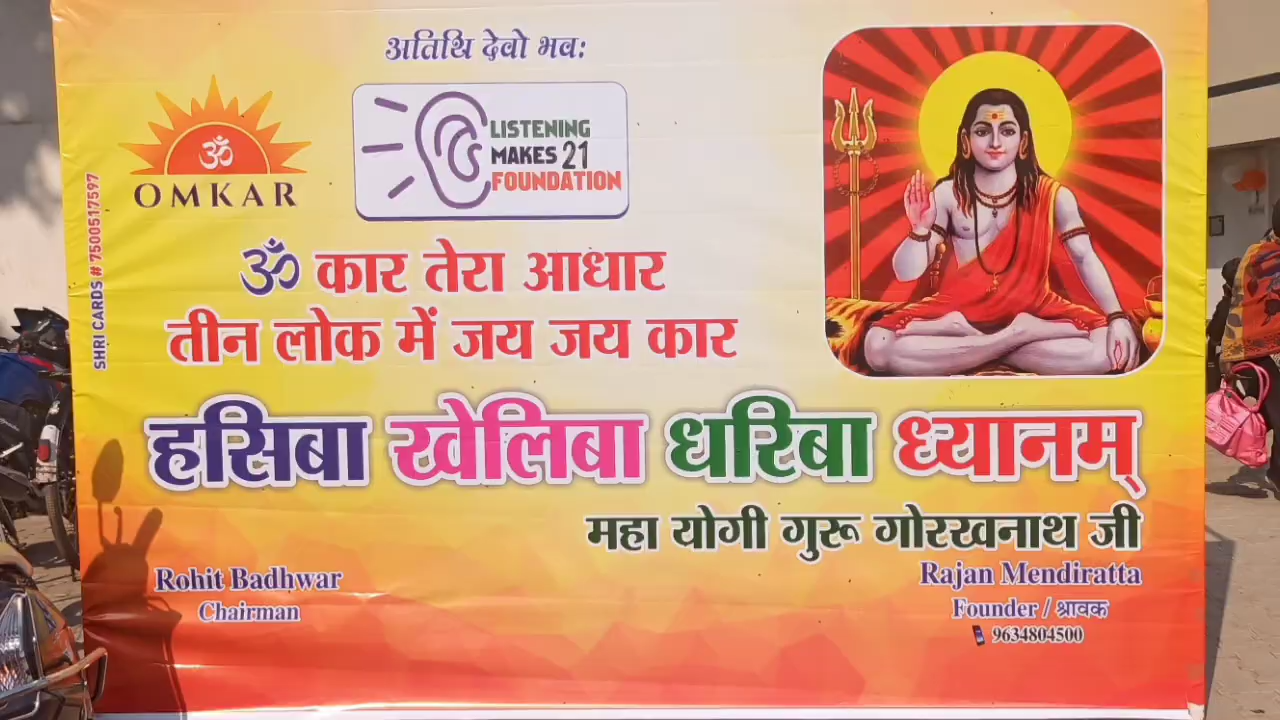 अतिथि देवो भवः
ॐ
OMKAR
LISTENING
MAKES 21
FOUNDATION
SHRI CARDS # 7500517597
ॐ कार तेरा आधार
तीन लोक में जय जय कार
हसिबा खेलिबा धरिबा ध्यानम्
महा योगी गुरू गोरखनाथ जी
Rohit Badhwar
Chairman
Rajan Mendiratta
Founder / श्रावक
9634804500